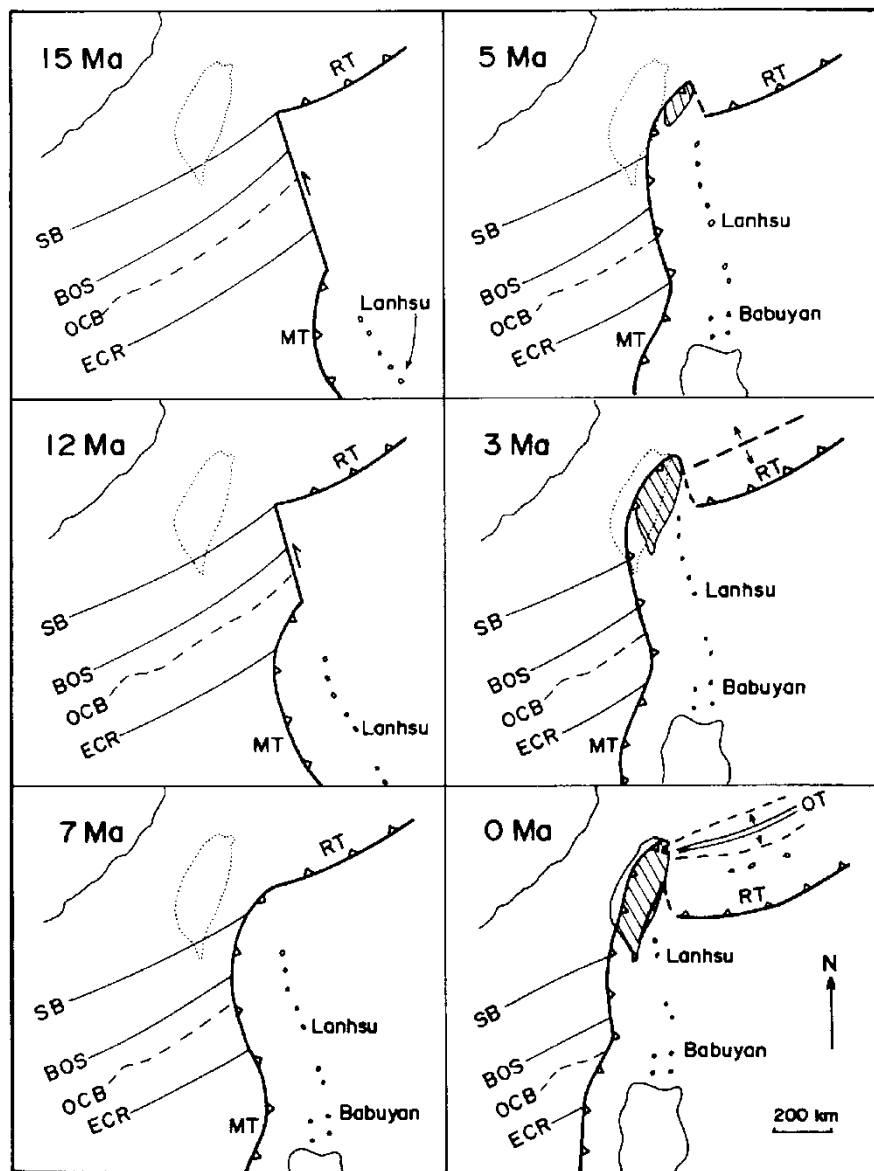 15 Ma
RT
SB
BOS
OCB
ECR
MT
Lanhsu
5 Ma
RT
Lanhsu
SB
BOS
OCB
ECR
MT
Babuyan
12 Ma
RT
SB
BOS
OCB
ECR
MT
Lanhsu
3 Ma
RT
Lanhsu
SB
BOS
OCB
ECR
MT
Babuyan
7 Ma
RT
SB
BOS
OCB
ECR
MT
Lanhsu
Babuyan
0 Ma
OT
RT
Lanhsu
N
SB
BOS
OCB
ECR
MT
Babuyan
200 km